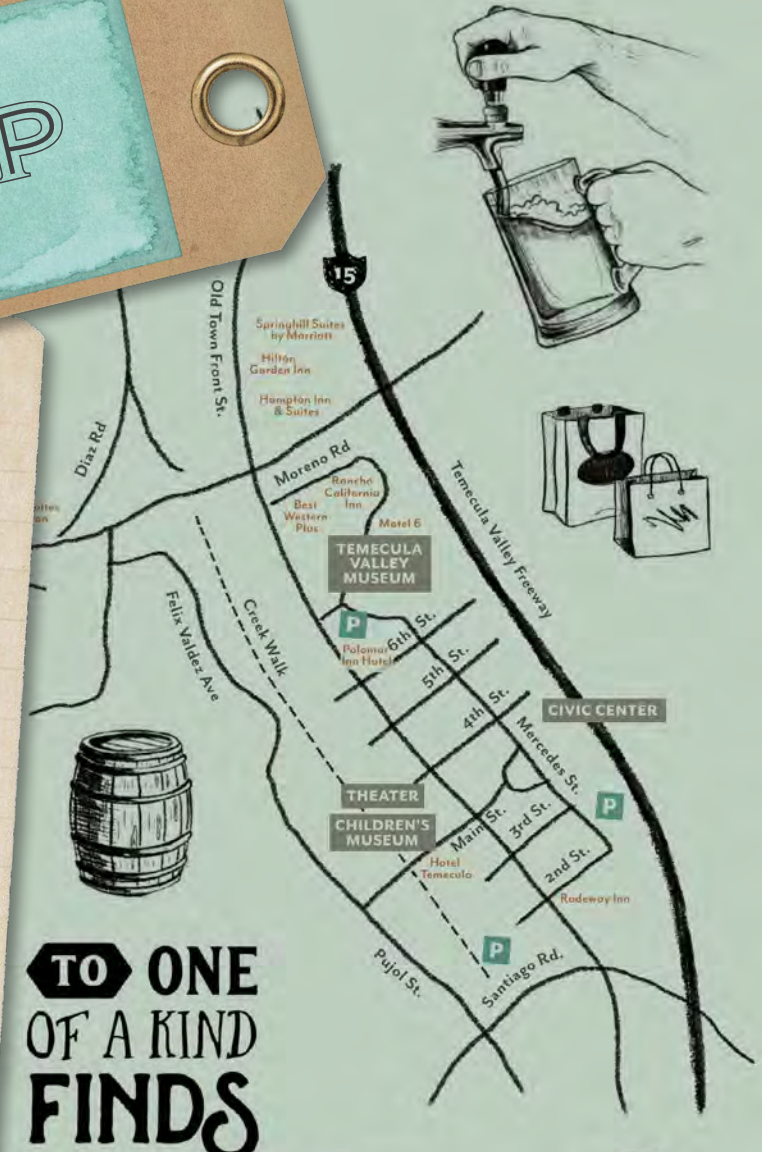 15
Old Town Front St.
Springhill Suites
by Marriott
Hilton
Garden Inn
Hampton Inn
& Suites
Diaz Rd
Moreno Rd
Rancho
California
Inn
Best
Western
Plus
Motel 6
Temecula Valley Freeway
TEMECULA
VALLEY
MUSEUM
Felix Valdez Ave
Creek Walk
P
Palomar
Inn Hotel
6th St.
5th St.
4th St.
CIVIC CENTER
Mercedes St.
THEATER
P
CHILDREN'S
MUSEUM
Main St.
3rd St.
Hotel
Temecula
2nd St.
Rodeway Inn
P
Pujol St.
Santiago Rd.
TO ONE
OF A KIND
FINDS